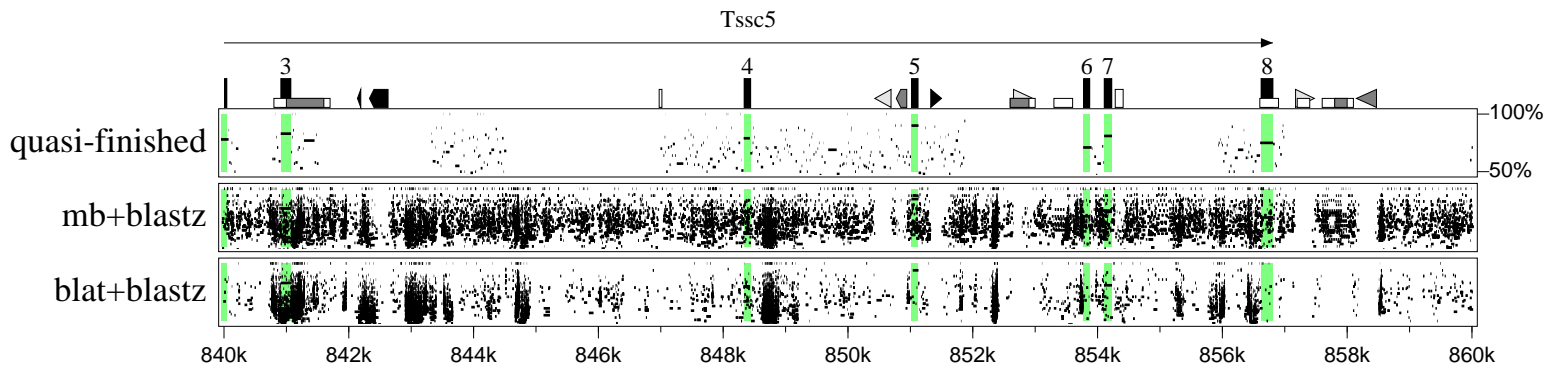 Tssc5
3 4 5 6 7 8
100%
quasi-finished
50%
mb+blastz
blat+blastz
840k 842k 844k 846k 848k 850k 852k 854k 856k 858k 860k